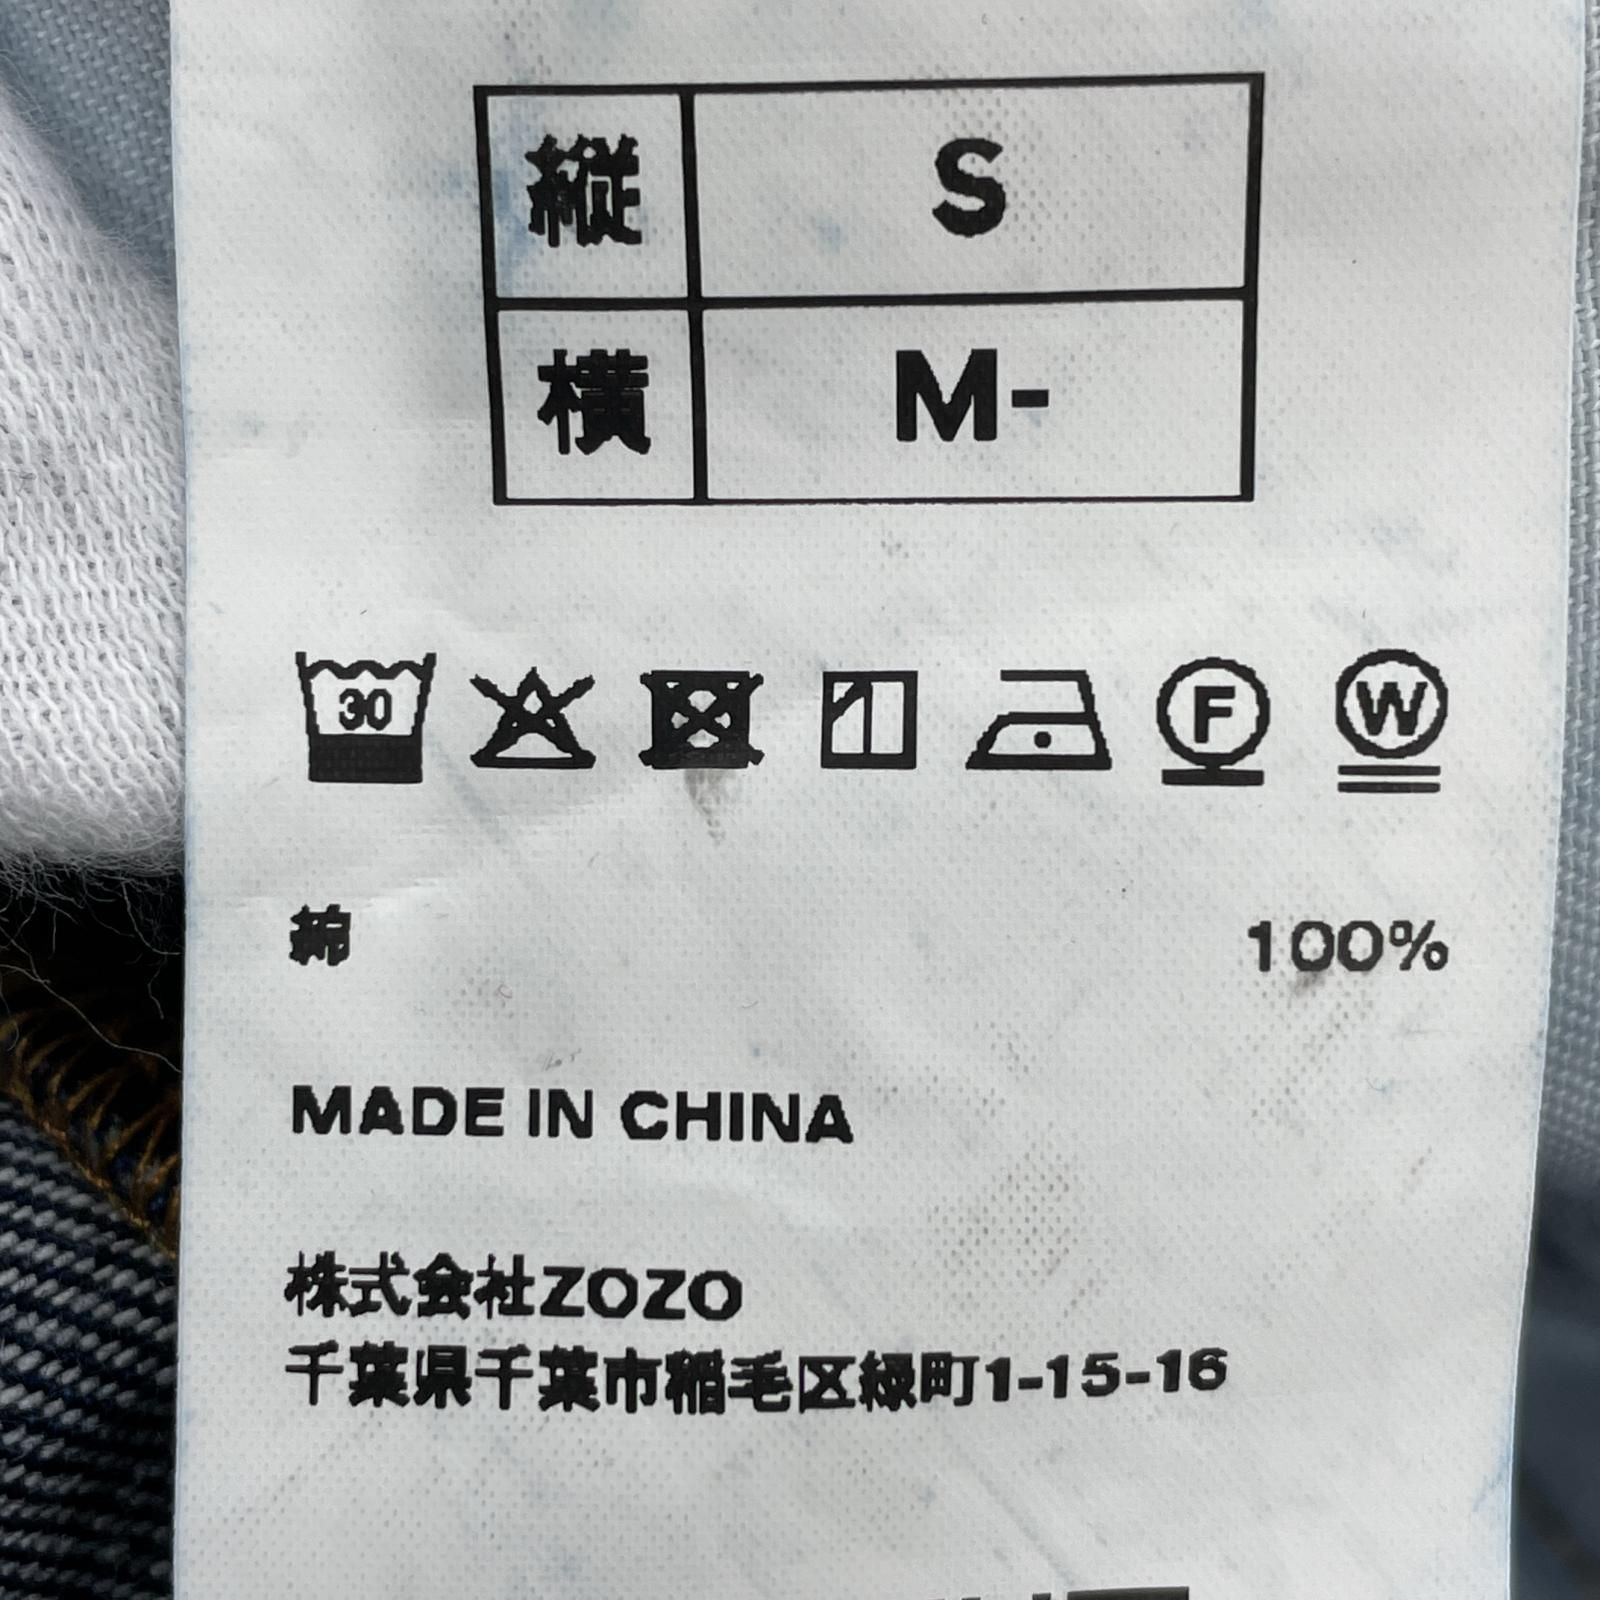 縦 S
横 M-
30 F W
綿 100%
MADE IN CHINA
株式会社ZOZO
千葉県千葉市稲毛区緑町1-15-16